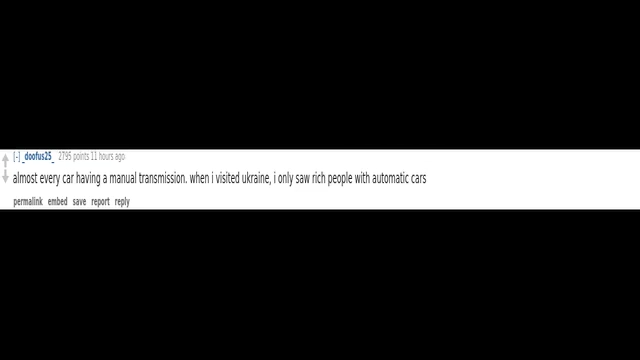 [-] _doofus25_ 2795 points 11 hours ago
almost every car having a manual transmission. when i visited ukraine, i only saw rich people with automatic cars
permalink embed save report reply